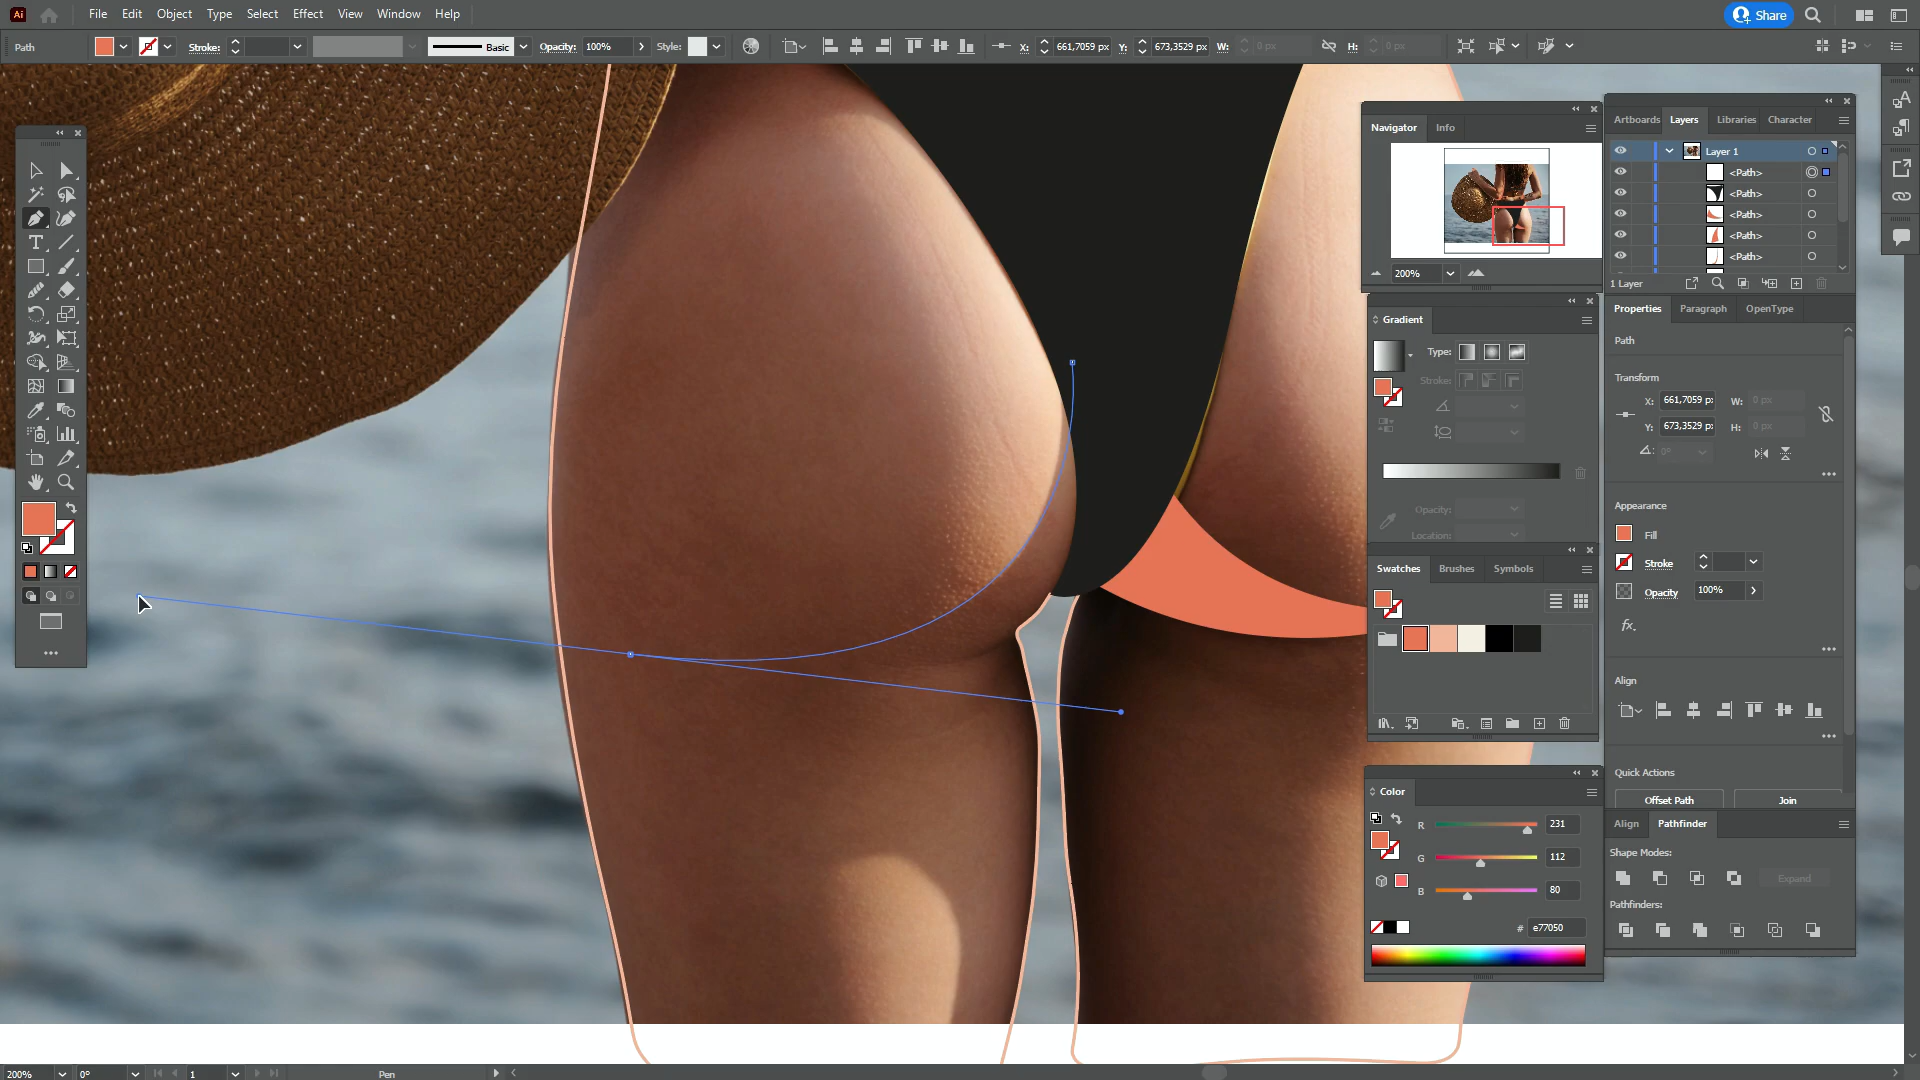 Ai File Edit Object Type Select Effect View Window Help Share
Path Stroke: Basic Opacity: 100% Style: X: 661,7059 px Y: 673,3529 px W: 0 px H: 0 px
Navigator Info
200%
Artboards Layers Libraries Character
Layer 1
<Path>
<Path>
<Path>
<Path>
<Path>
1 Layer
Gradient
Type:
Stroke:
Opacity:
Location:
Properties Paragraph OpenType
Path
Transform
X: 661,7059 p W: 0 px
Y: 673,3529 p H: 0 px
0°
Appearance
Fill
Stroke
Opacity 100%
fx.
Align
Quick Actions
Offset Path Join
Swatches Brushes Symbols
Color
R 231
G 112
B 80
# e77050
Align Pathfinder
Shape Modes:
Expand
Pathfinders:
200% 0° 1 Pen